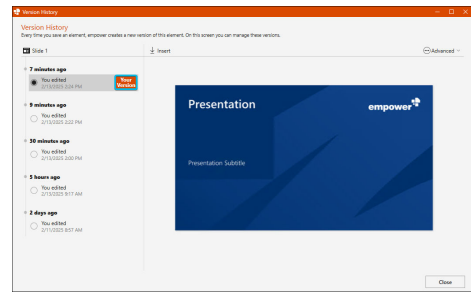 Version History
Version History
Every time you save an element, empower creates a new version of this element. On this screen you can manage these versions.
Slide 1
Insert
Advanced
7 minutes ago
You edited
2/13/2025 2:24 PM
Your
Version
9 minutes ago
You edited
2/13/2025 2:22 PM
30 minutes ago
You edited
2/13/2025 2:00 PM
5 hours ago
You edited
2/13/2025 9:17 AM
2 days ago
You edited
2/11/2025 8:57 AM
Presentation
empower
Presentation Subtitle
Close